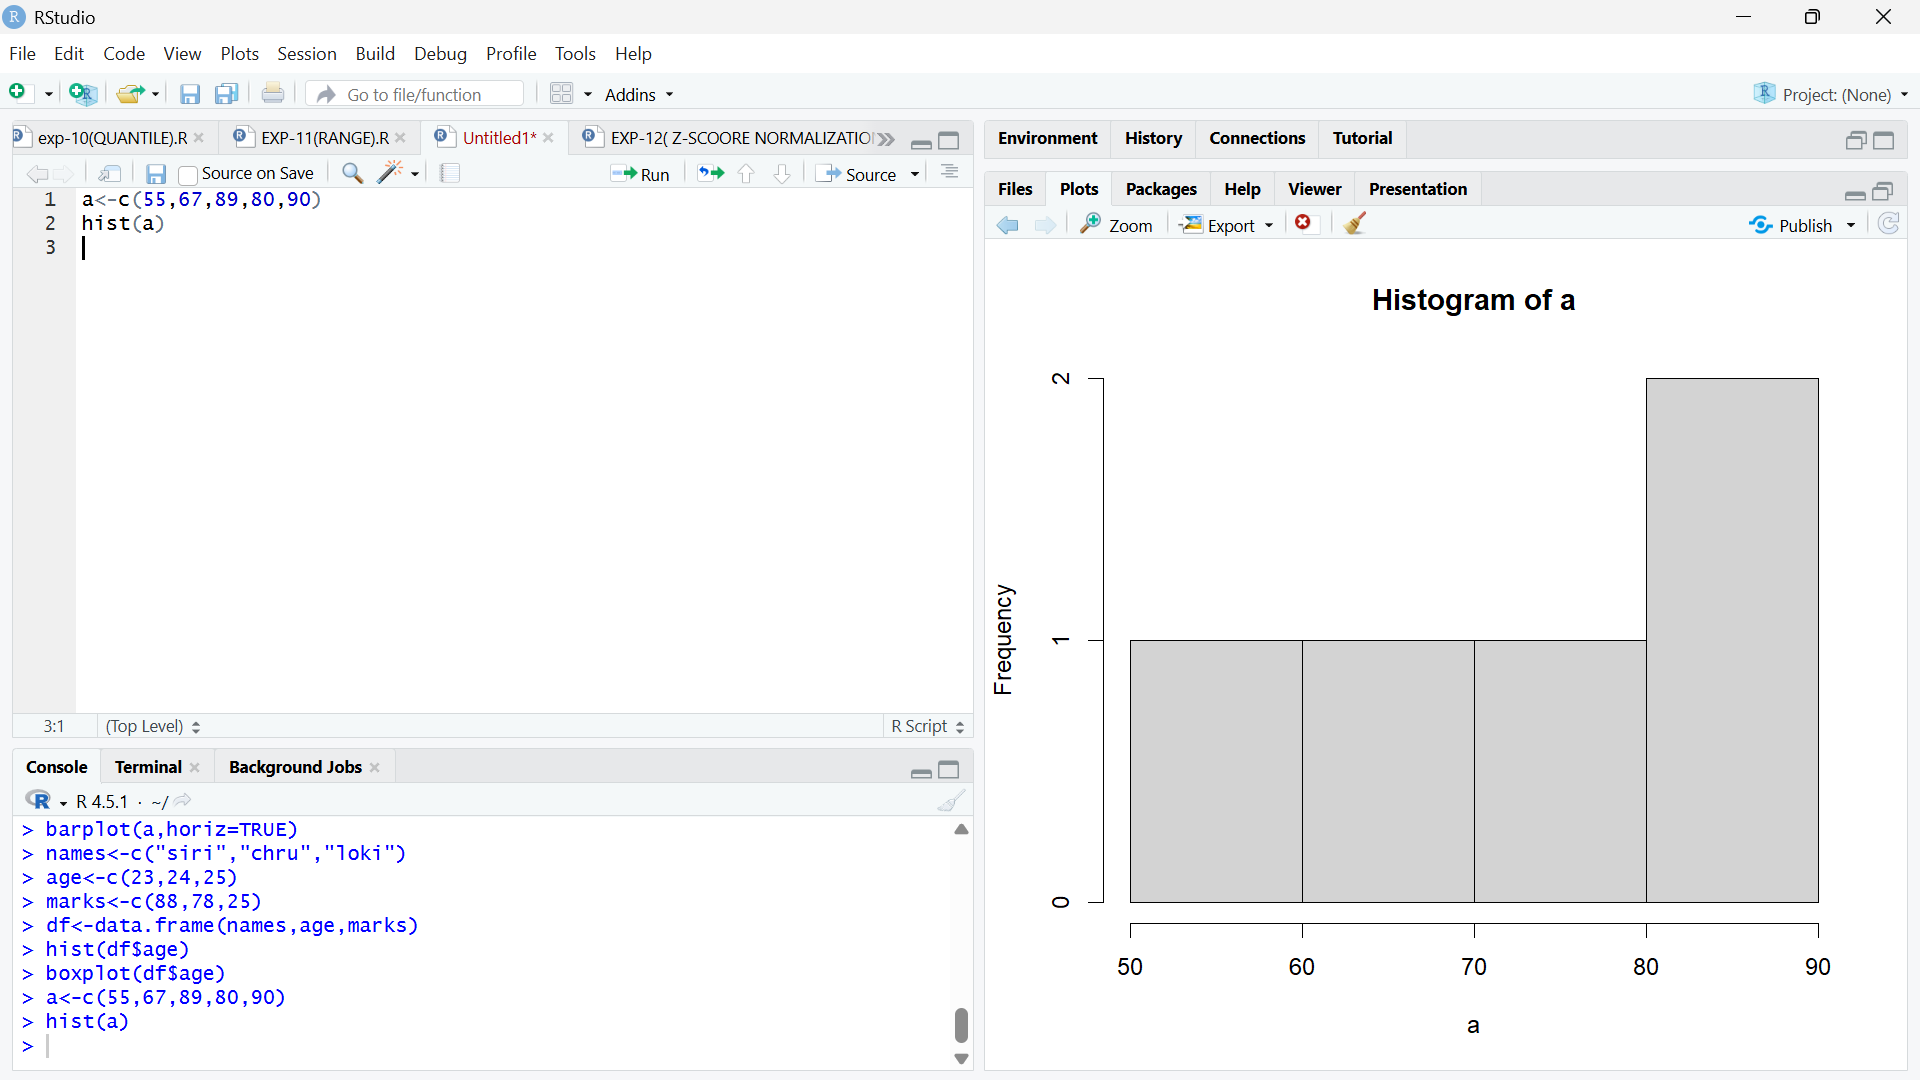 RStudio
File Edit Code View Plots Session Build Debug Profile Tools Help
Go to file/function Addins Project: (None)
exp-10(QUANTILE).R EXP-11(RANGE).R Untitled1* EXP-12( Z-SCOORE NORMALIZATIO
Source on Save Run Source
1 a<-c(55,67,89,80,90)
2 hist(a)
3
3:1 (Top Level) R Script
Console Terminal Background Jobs
R 4.5.1 · ~/
> barplot(a,horiz=TRUE)
> names<-c("siri","chru","loki")
> age<-c(23,24,25)
> marks<-c(88,78,25)
> df<-data.frame(names,age,marks)
> hist(df$age)
> boxplot(df$age)
> a<-c(55,67,89,80,90)
> hist(a)
>
Environment History Connections Tutorial
Files Plots Packages Help Viewer Presentation
Zoom Export Publish
Histogram of a
2
1
0
Frequency
50 60 70 80 90
a